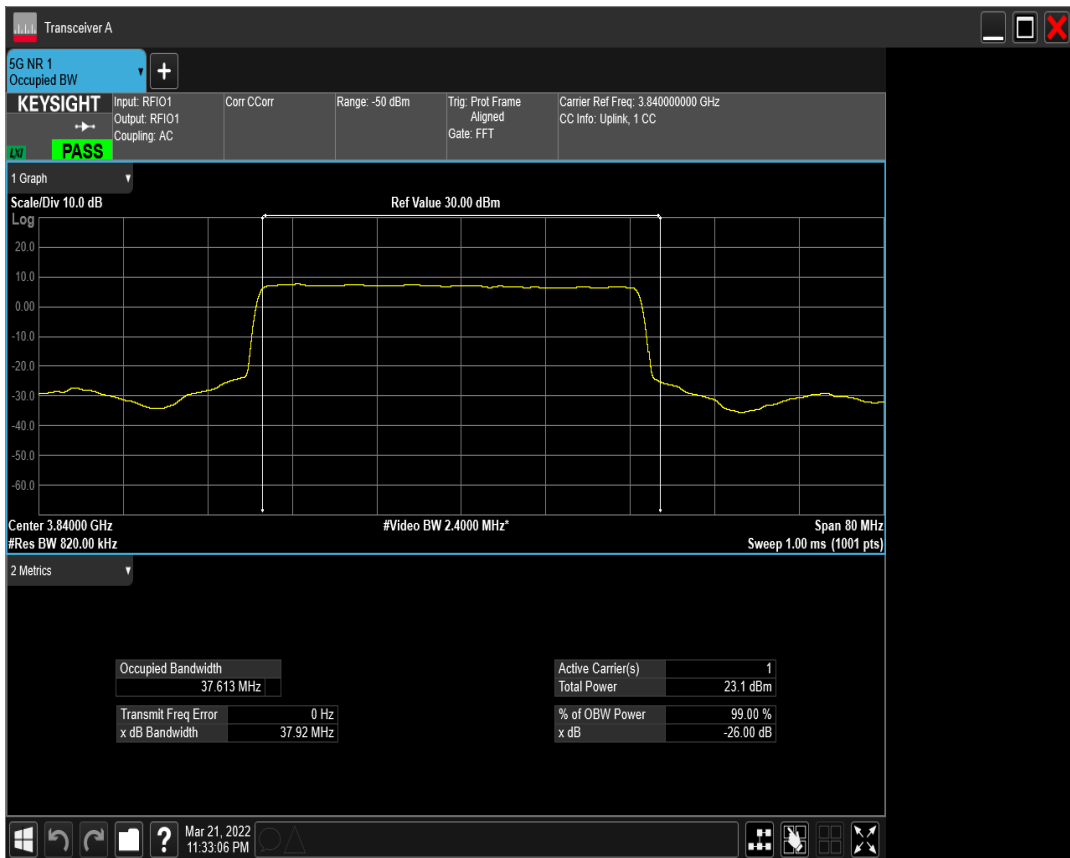 Transceiver A
5G NR 1
Occupied BW
KEYSIGHT
LXI
PASS
Input: RFIO1
Output: RFIO1
Coupling: AC
Corr CCorr
Range: -50 dBm
Trig: Prot Frame
Aligned
Gate: FFT
Carrier Ref Freq: 3.840000000 GHz
CC Info: Uplink, 1 CC
1 Graph
Scale/Div 10.0 dB
Ref Value 30.00 dBm
Log
20.0
10.0
0.00
-10.0
-20.0
-30.0
-40.0
-50.0
-60.0
Center 3.84000 GHz
#Video BW 2.4000 MHz*
Span 80 MHz
#Res BW 820.00 kHz
Sweep 1.00 ms (1001 pts)
2 Metrics
Occupied Bandwidth
37.613 MHz
Transmit Freq Error 0 Hz
x dB Bandwidth 37.92 MHz
Active Carrier(s) 1
Total Power 23.1 dBm
% of OBW Power 99.00 %
x dB -26.00 dB
Mar 21, 2022
11:33:06 PM